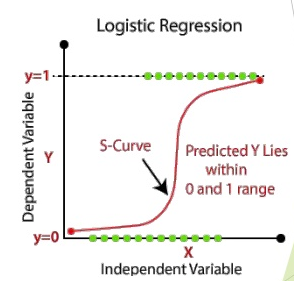 Logistic Regression
y=1
Dependent Variable
Y
S-Curve
Predicted Y Lies
within
0 and 1 range
y=0
X
Independent Variable